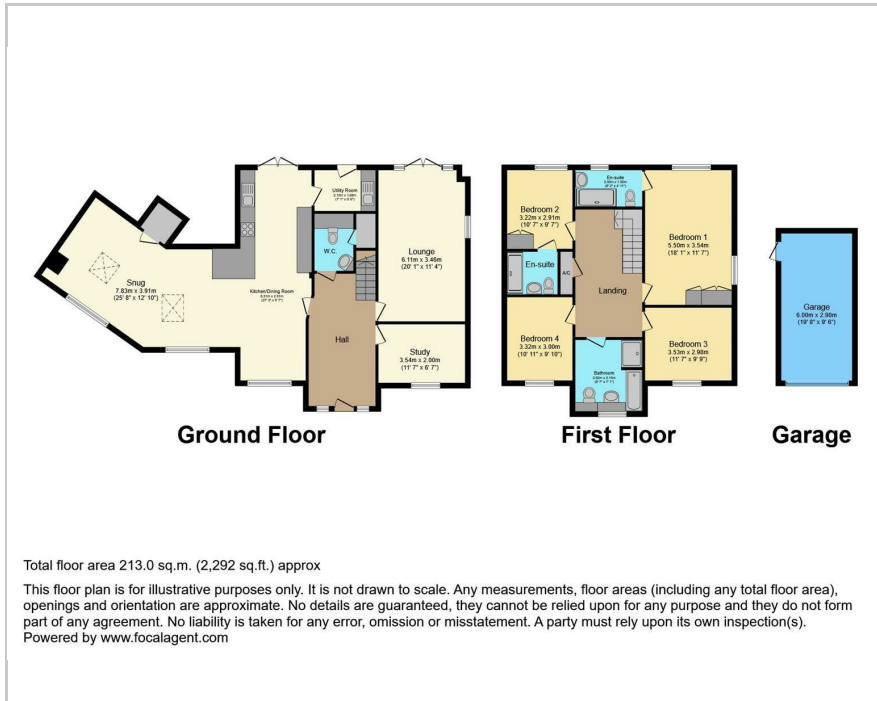 Snug
7.83m x 3.91m
(25' 8" x 12' 10")
Kitchen/Dining Room
Utility Room
W.C.
Lounge
6.11m x 3.46m
(20' 1" x 11' 4")
Hall
Study
3.54m x 2.00m
(11' 7" x 6' 7")
Ground Floor
Bedroom 2
3.22m x 2.91m
(10' 7" x 9' 7")
En-suite
Bedroom 1
5.50m x 3.54m
(18' 1" x 11' 7")
En-suite
A/C
Landing
Bedroom 4
3.32m x 3.00m
(10' 11" x 9' 10")
Bathroom
Bedroom 3
3.53m x 2.98m
(11' 7" x 9' 9")
First Floor
Garage
6.00m x 2.90m
(19' 8" x 9' 6")
Garage
Total floor area 213.0 sq.m. (2,292 sq.ft.) approx
This floor plan is for illustrative purposes only. It is not drawn to scale. Any measurements, floor areas (including any total floor area),
openings and orientation are approximate. No details are guaranteed, they cannot be relied upon for any purpose and they do not form
part of any agreement. No liability is taken for any error, omission or misstatement. A party must rely upon its own inspection(s).
Powered by www.focalagent.com